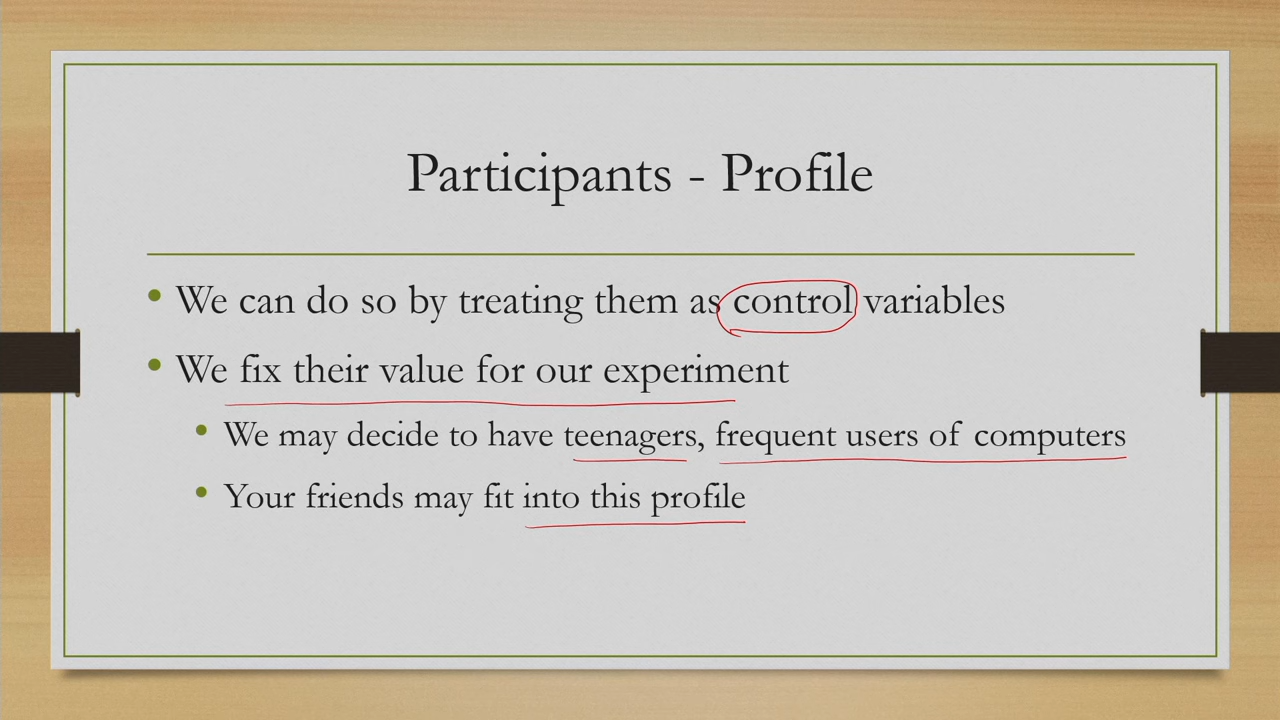 Participants - Profile
• We can do so by treating them as control variables
• We fix their value for our experiment
• We may decide to have teenagers, frequent users of computers
• Your friends may fit into this profile